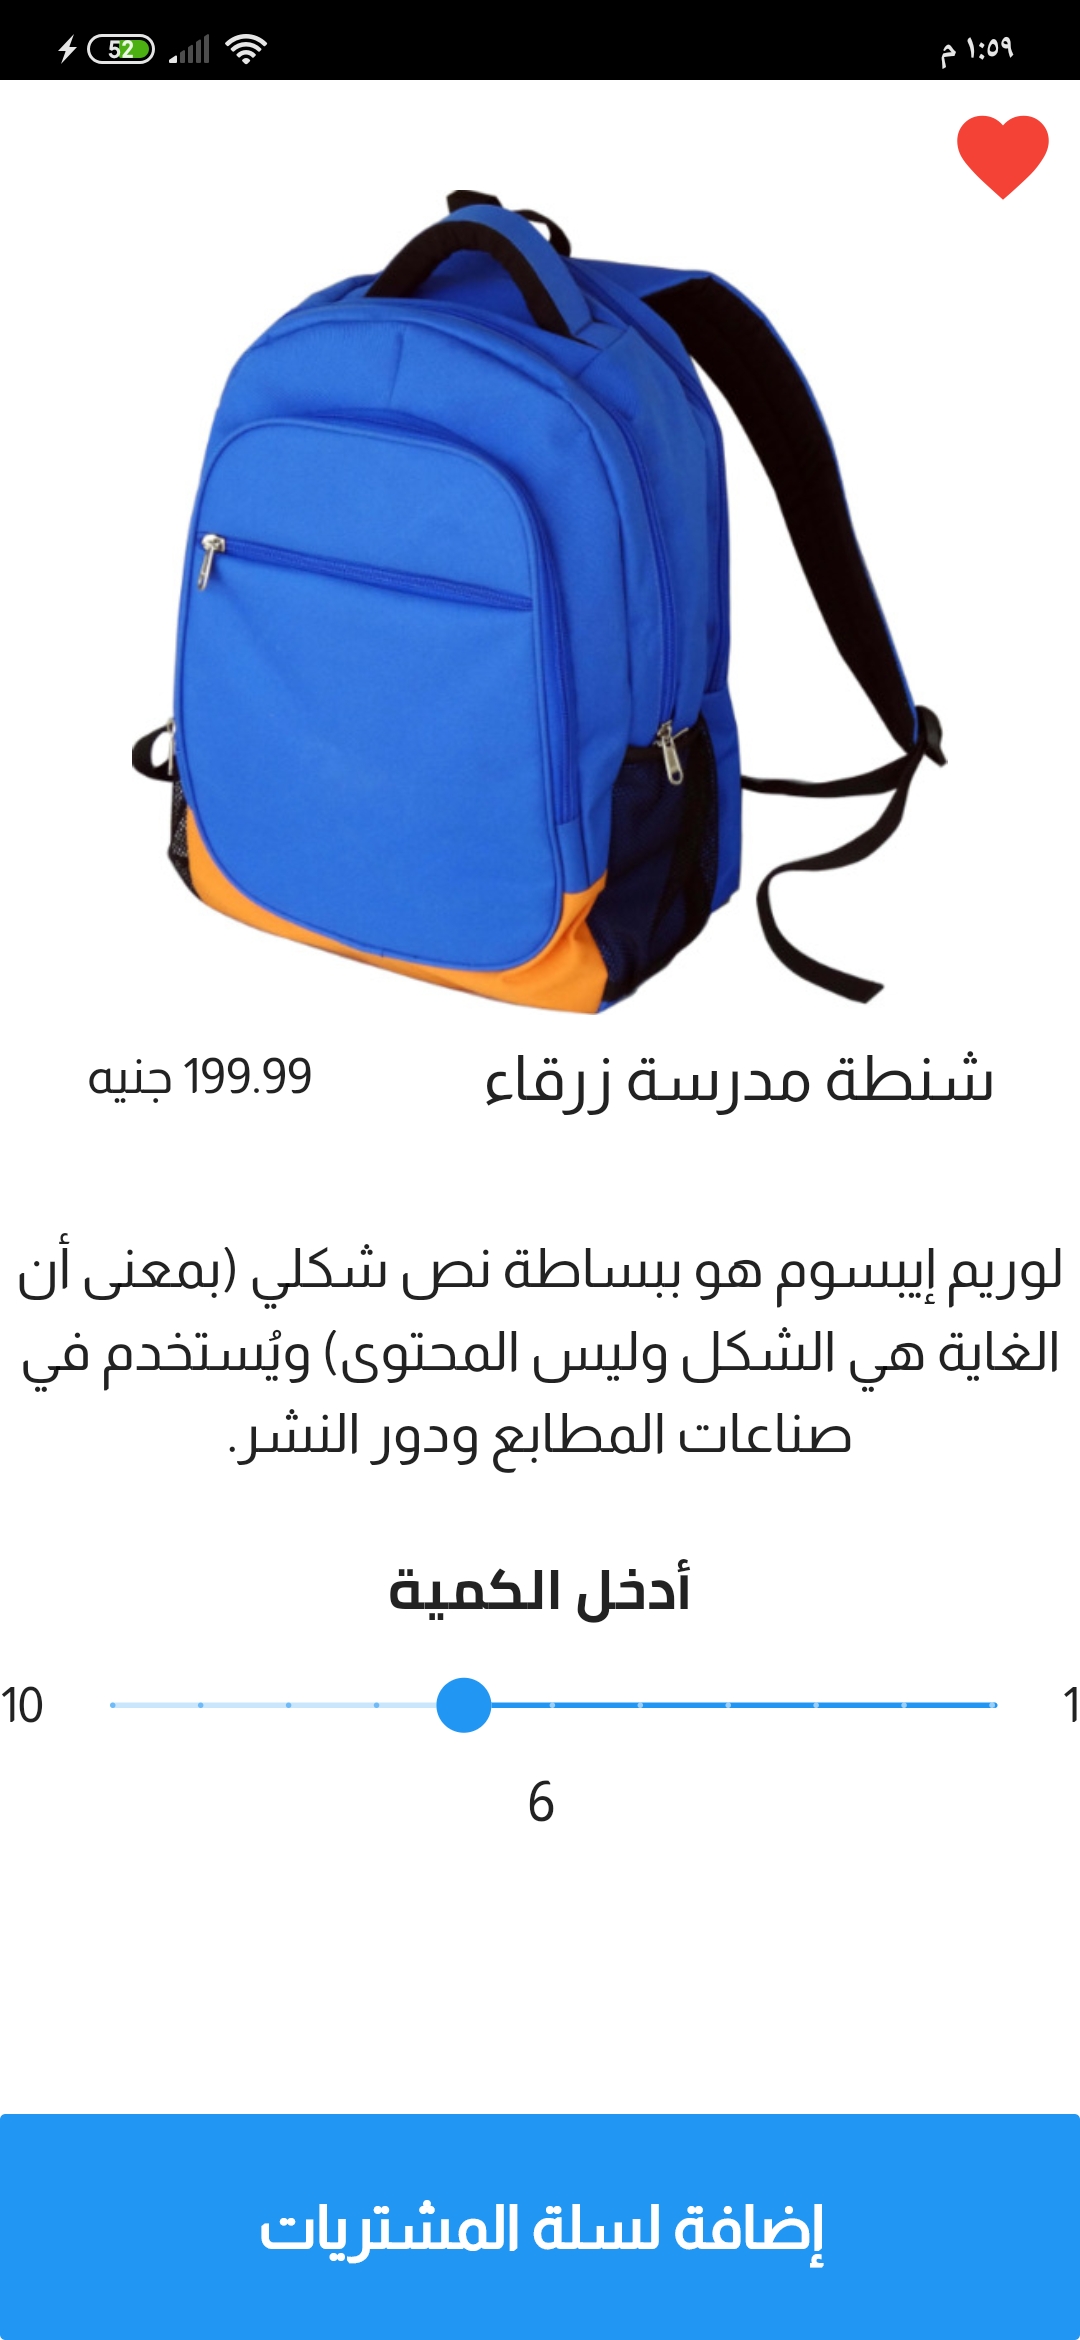 ١:٥٩ م
52
شنطة مدرسة زرقاء
199.99 جنيه
لوريم إيبسوم هو ببساطة نص شكلي (بمعنى أن
الغاية هي الشكل وليس المحتوى) ويُستخدم في
صناعات المطابع ودور النشر.
أدخل الكمية
1
10
6
إضافة لسلة المشتريات